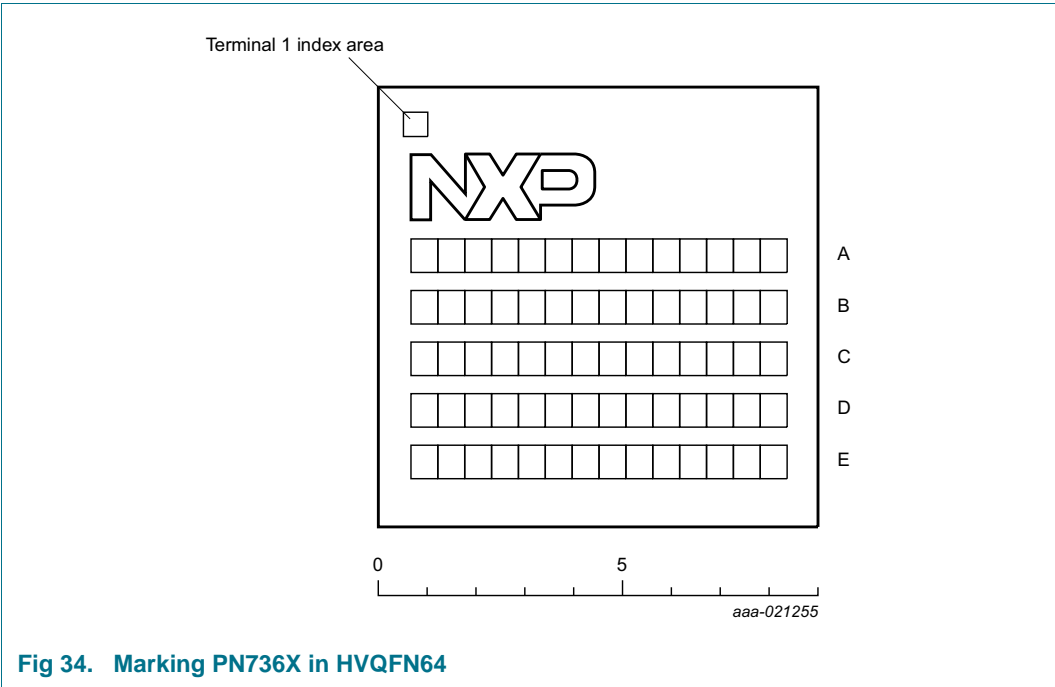 Terminal 1 index area
NXP
A
B
C
D
E
0 5
aaa-021255
Fig 34. Marking PN736X in HVQFN64